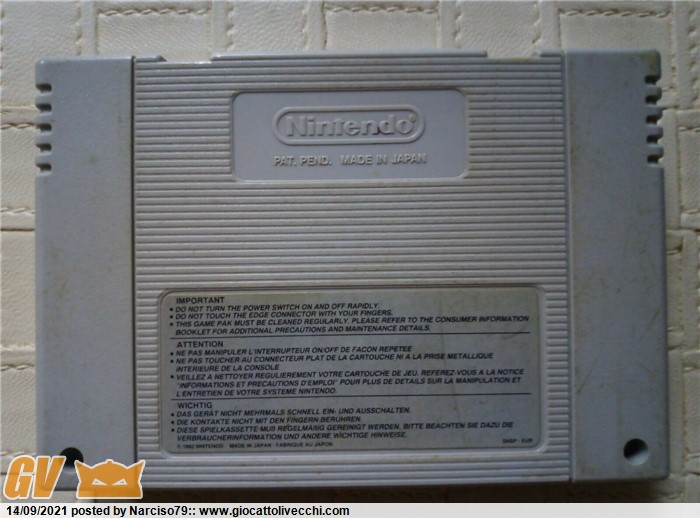 Nintendo®
PAT. PEND. MADE IN JAPAN
IMPORTANT
• DO NOT TURN THE POWER SWITCH ON AND OFF RAPIDLY.
• DO NOT TOUCH THE EDGE CONNECTOR WITH YOUR FINGERS.
• THIS GAME PAK MUST BE CLEANED REGULARLY. PLEASE REFER TO THE CONSUMER INFORMATION
BOOKLET FOR ADDITIONAL PRECAUTIONS AND MAINTENANCE DETAILS.
ATTENTION
• NE PAS MANIPULER L'INTERRUPTEUR ON/OFF DE FACON REPETEE
• NE PAS TOUCHER AU CONNECTEUR PLAT DE LA CARTOUCHE NI A LA PRISE METALLIQUE
INTERIEURE DE LA CONSOLE
• VEILLEZ A NETTOYER REGULIEREMENT VOTRE CARTOUCHE DE JEU. REFEREZ-VOUS A LA NOTICE
"INFORMATIONS ET PRECAUTIONS D'EMPLOI" POUR PLUS DE DETAILS SUR LA MANIPULATION ET
L'ENTRETIEN DE VOTRE SYSTEME NINTENDO.
WICHTIG
• DAS GERÄT NICHT MEHRMALS SCHNELL EIN- UND AUSSCHALTEN.
• DIE KONTAKTE NICHT MIT DEN FINGERN BERÜHREN.
• DIESE SPIELKASSETTE MUß REGELMÄßIG GEREINIGT WERDEN. BITTE BEACHTEN SIE DAZU DIE
VERBRAUCHERINFORMATION UND ANDERE WICHTIGE HINWEISE.
© 1992 NINTENDO MADE IN JAPAN FABRIQUE AU JAPON SNSP - EUR
GV
14/09/2021 posted by Narciso79:: www.giocattolivecchi.com